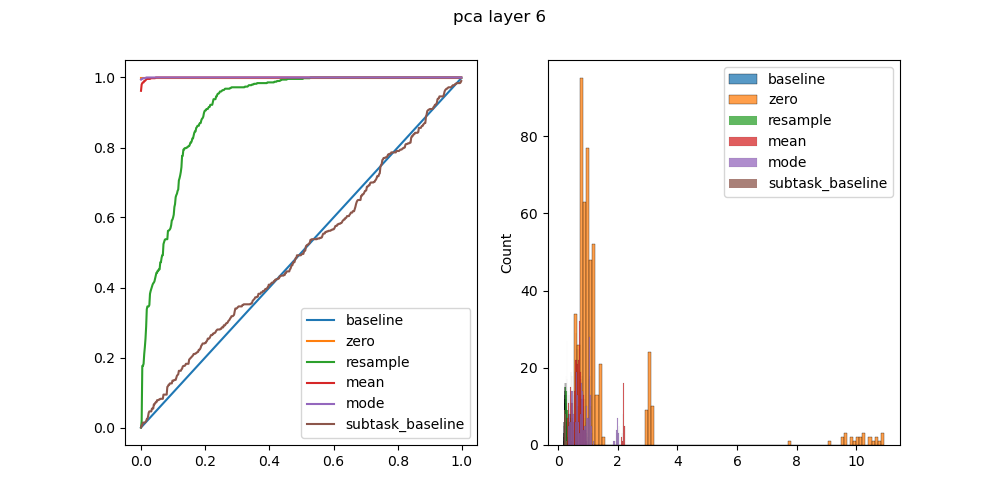 pca layer 6
1.0
0.8
0.6
0.4
0.2
0.0
0.0 0.2 0.4 0.6 0.8 1.0
baseline
zero
resample
mean
mode
subtask_baseline
Count
80
60
40
20
0
0 2 4 6 8 10
baseline
zero
resample
mean
mode
subtask_baseline